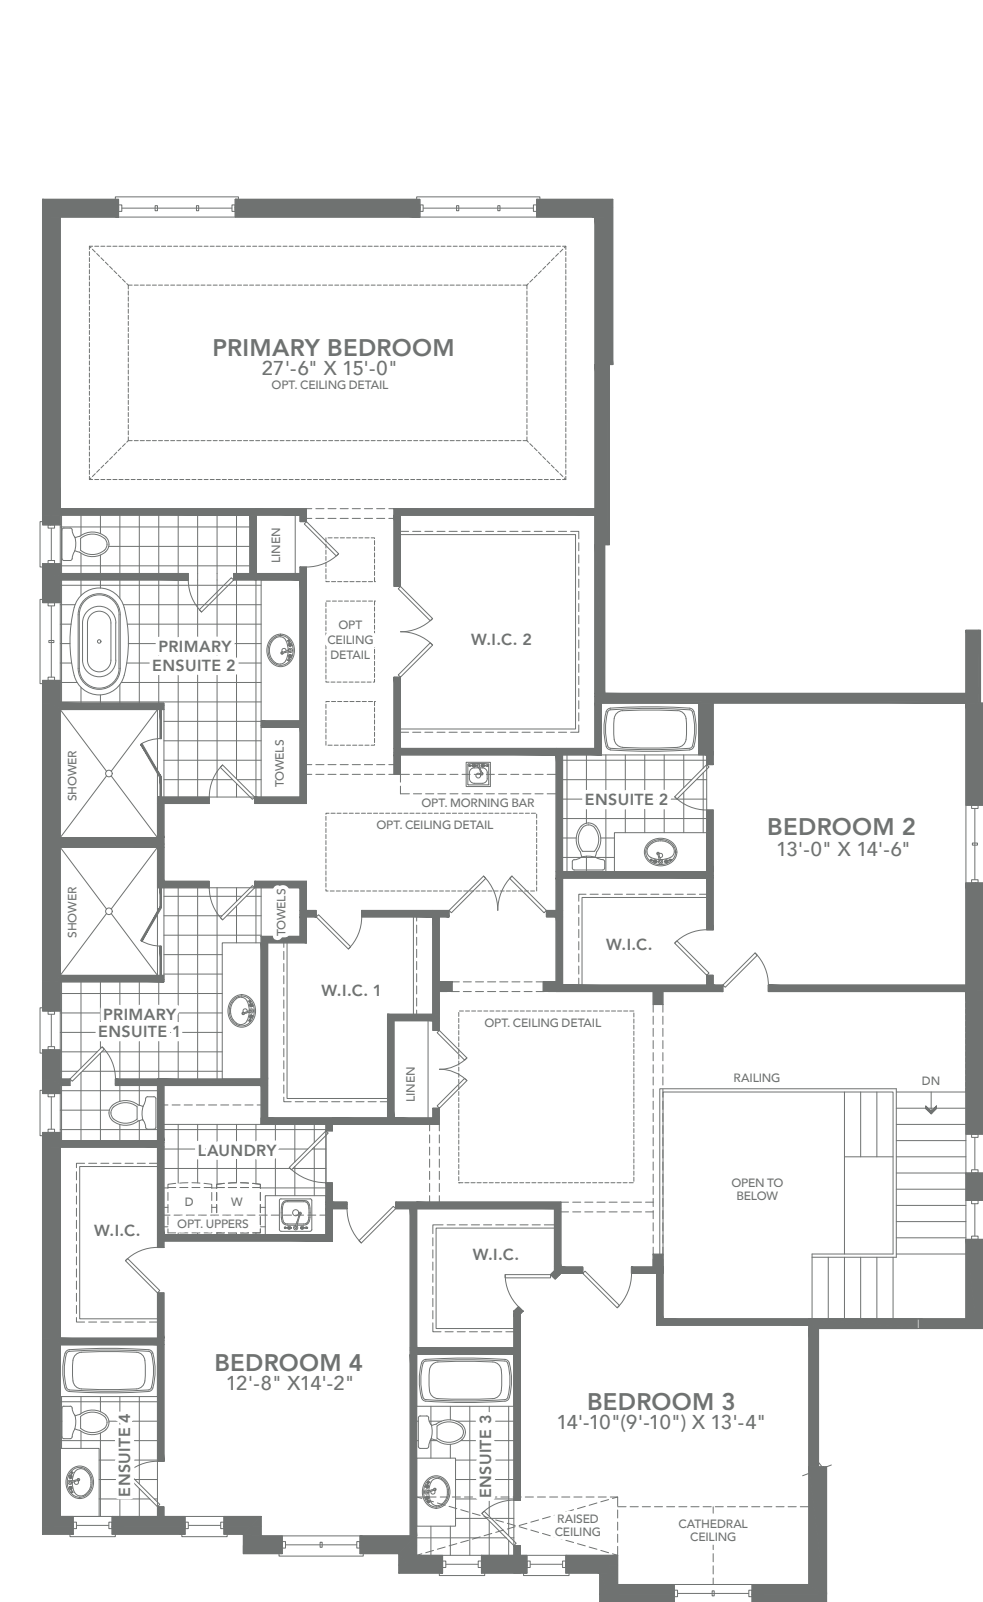 PRIMARY BEDROOM
27'-6" X 15'-0"
OPT. CEILING DETAIL
LINEN
OPT
CEILING
DETAIL
W.I.C. 2
PRIMARY
ENSUITE 2
SHOWER
TOWELS
OPT. MORNING BAR
OPT. CEILING DETAIL
ENSUITE 2
BEDROOM 2
13'-0" X 14'-6"
SHOWER
TOWELS
W.I.C.
W.I.C. 1
PRIMARY
ENSUITE 1
OPT. CEILING DETAIL
LINEN
RAILING
DN
LAUNDRY
D
W
OPT. UPPERS
OPEN TO
BELOW
W.I.C.
W.I.C.
BEDROOM 4
12'-8" X14'-2"
BEDROOM 3
14'-10"(9'-10") X 13'-4"
ENSUITE 4
ENSUITE 3
RAISED
CEILING
CATHEDRAL
CEILING